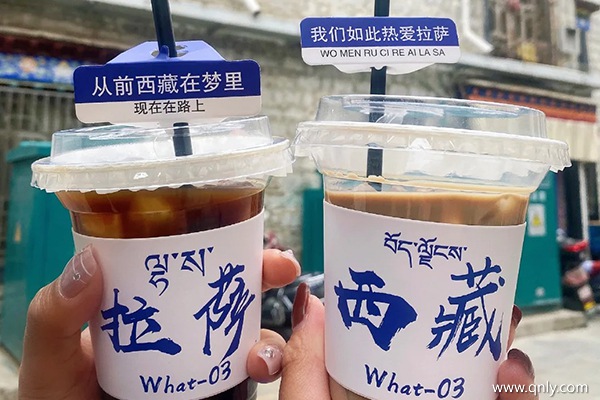 从前西藏在梦里
现在在路上
我们如此热爱拉萨
WO MEN RU CI RE AI LA SA
ལྷ་ས་
拉萨
What-03
བོད་ལྗོངས་
西藏
What-03
www.qnly.com